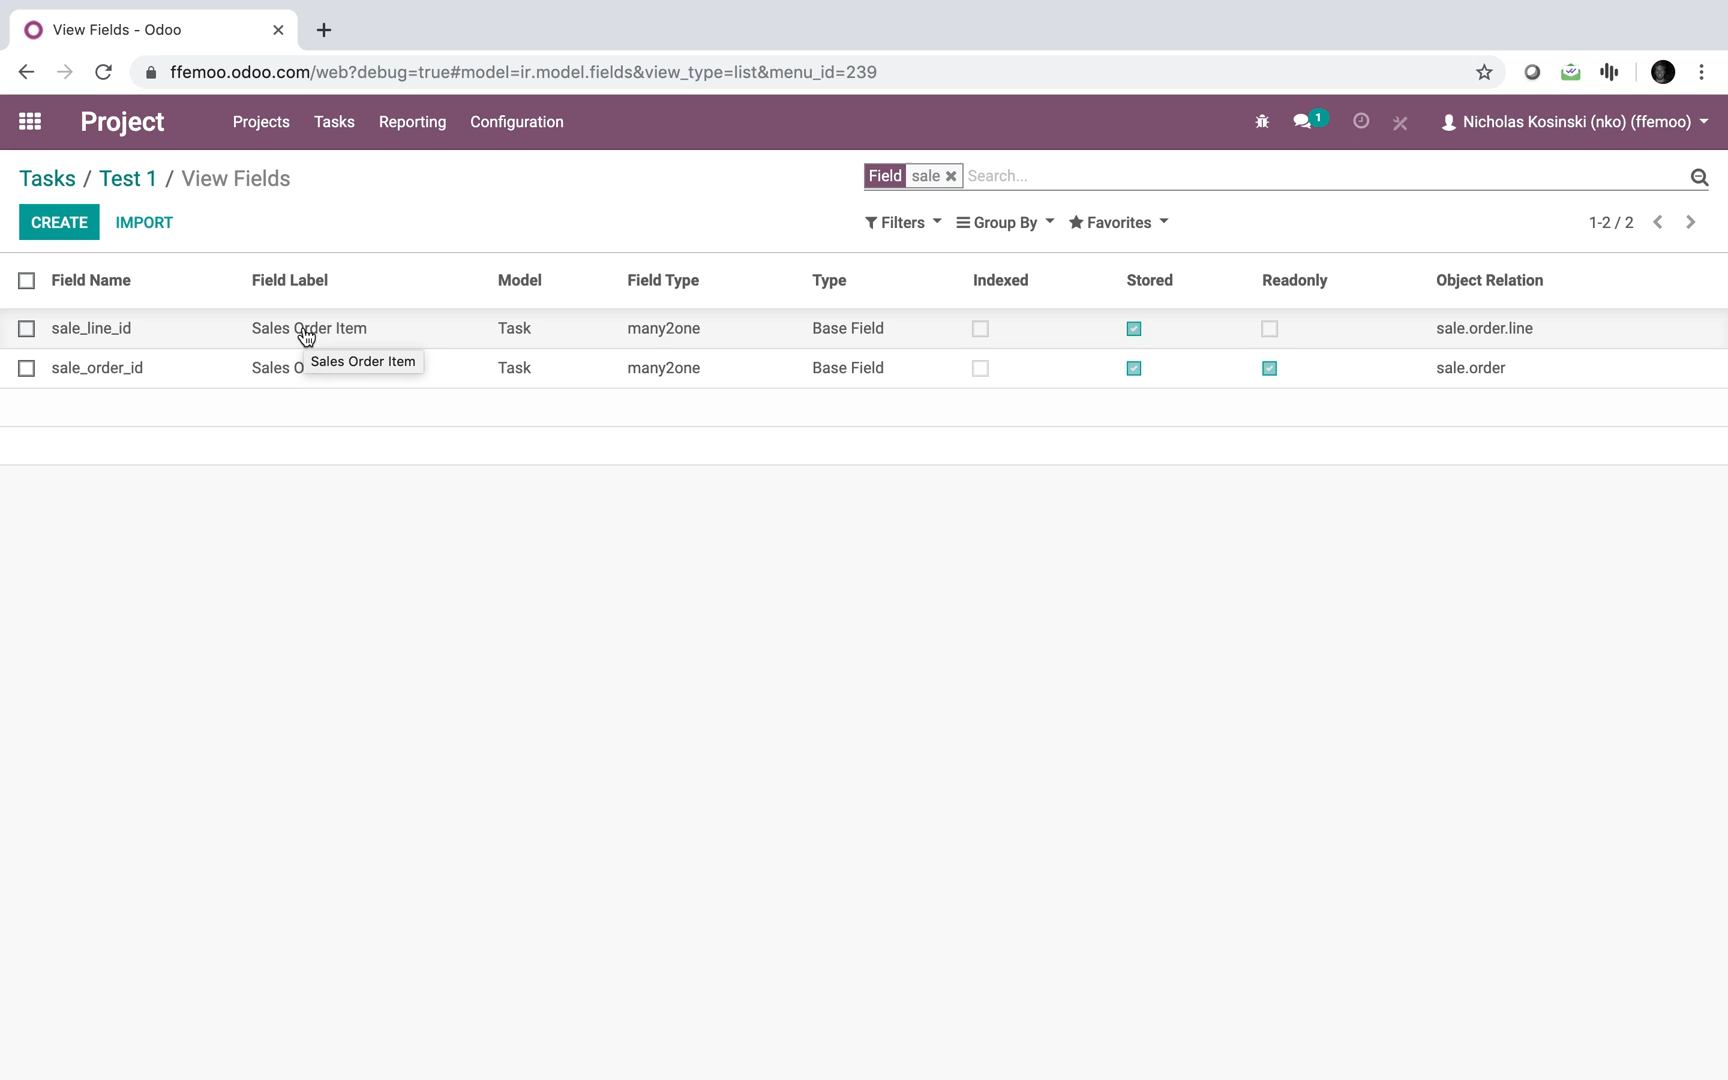 View Fields - Odoo
ffemoo.odoo.com/web?debug=true#model=ir.model.fields&view_type=list&menu_id=239
Project Projects Tasks Reporting Configuration 1 Nicholas Kosinski (nko) (ffemoo)
Tasks / Test 1 / View Fields Field sale Search...
CREATE IMPORT Filters Group By Favorites 1-2 / 2
Field Name Field Label Model Field Type Type Indexed Stored Readonly Object Relation
sale_line_id Sales Order Item Task many2one Base Field sale.order.line
Sales Order Item
sale_order_id Sales O Task many2one Base Field sale.order